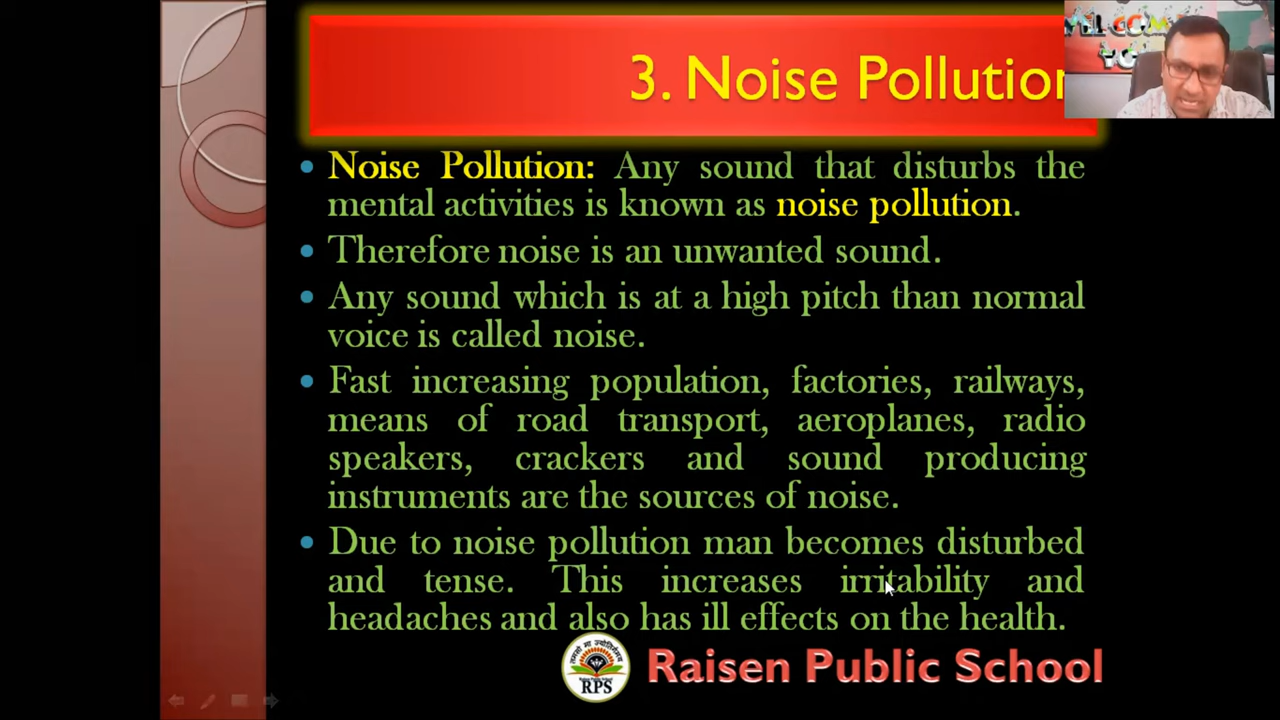 3. Noise Pollution
WELCOME
YO
Noise Pollution: Any sound that disturbs the
mental activities is known as noise pollution.
Therefore noise is an unwanted sound.
Any sound which is at a high pitch than normal
voice is called noise.
Fast increasing population, factories, railways,
means of road transport, aeroplanes, radio
speakers, crackers and sound producing
instruments are the sources of noise.
Due to noise pollution man becomes disturbed
and tense. This increases irritability and
headaches and also has ill effects on the health.
तमसो मा ज्योतिर्गमय
RPS
Raisen Public School